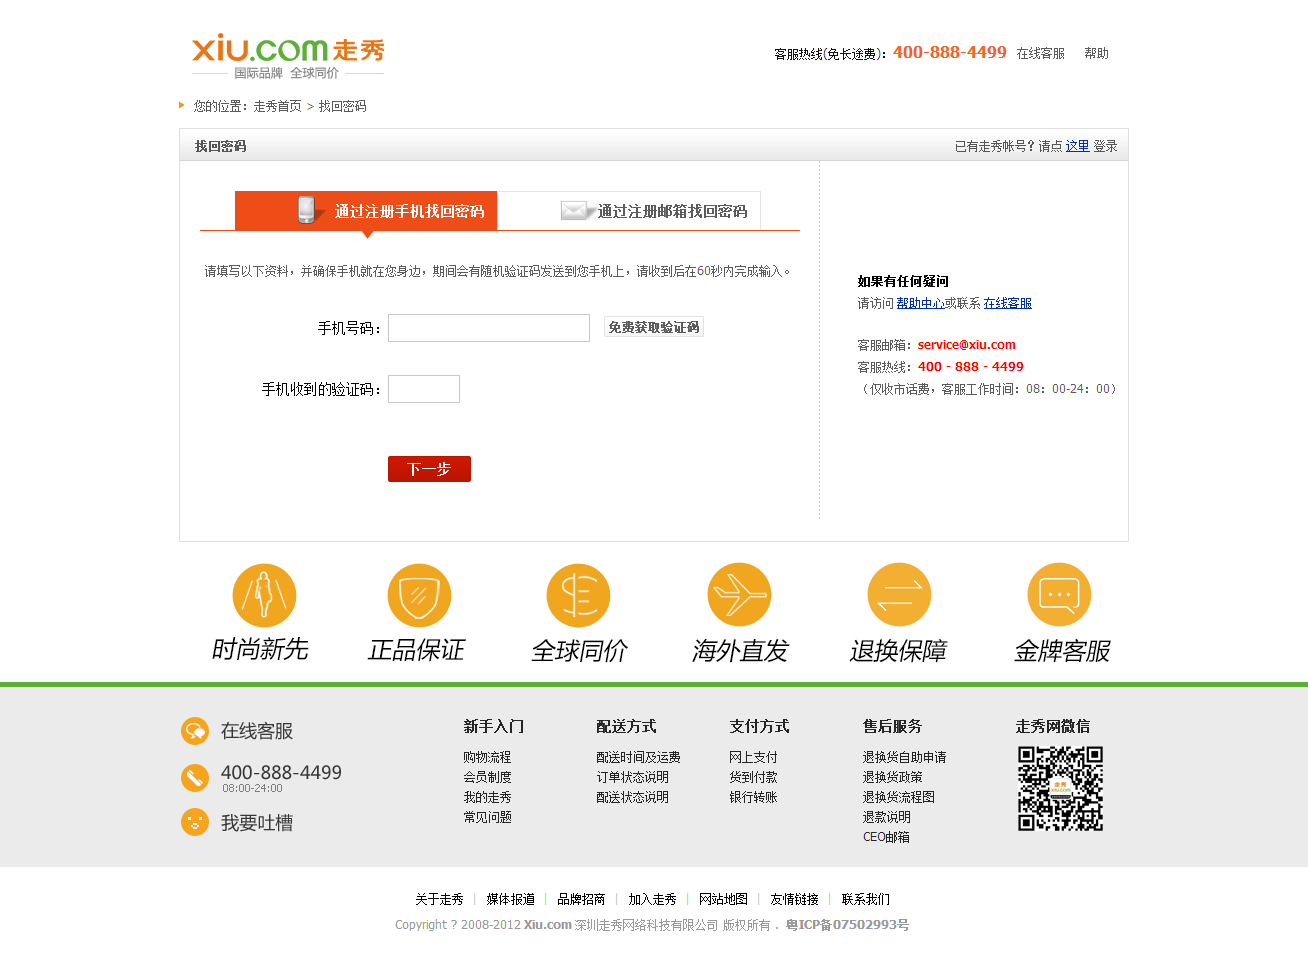 xiu.com走秀
国际品牌 全球同价
客服热线(免长途费)：400-888-4499 在线客服 帮助
您的位置：走秀首页 > 找回密码
找回密码
已有走秀帐号？请点 这里 登录
通过注册手机找回密码
通过注册邮箱找回密码
请填写以下资料，并确保手机就在您身边，期间会有随机验证码发送到您手机上，请收到后在60秒内完成输入。
手机号码：
免费获取验证码
手机收到的验证码：
下一步
如果有任何疑问
请访问 帮助中心或联系 在线客服
客服邮箱：service@xiu.com
客服热线：400 - 888 - 4499
（仅收市话费，客服工作时间：08：00-24：00）
时尚新先
正品保证
全球同价
海外直发
退换保障
金牌客服
在线客服
400-888-4499
08:00-24:00
我要吐槽
新手入门
购物流程
会员制度
我的走秀
常见问题
配送方式
配送时间及运费
订单状态说明
配送状态说明
支付方式
网上支付
货到付款
银行转账
售后服务
退换货自助申请
退换货政策
退换货流程图
退款说明
CEO邮箱
走秀网微信
走秀
xiu.com
关于走秀 | 媒体报道 | 品牌招商 | 加入走秀 | 网站地图 | 友情链接 | 联系我们
Copyright ? 2008-2012 Xiu.com 深圳走秀网络科技有限公司 版权所有 . 粤ICP备07502993号